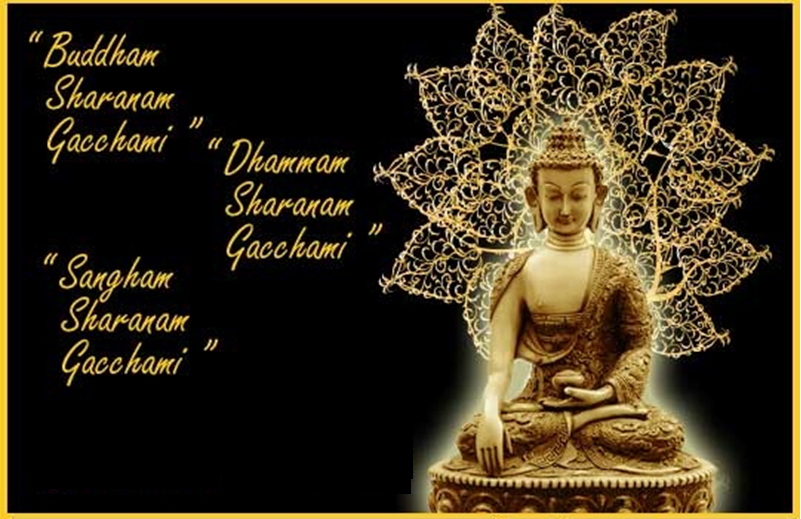 “ Buddham
Sharanam
Gacchami ”
“ Dhammam
Sharanam
Gacchami ”
“ Sangham
Sharanam
Gacchami ”